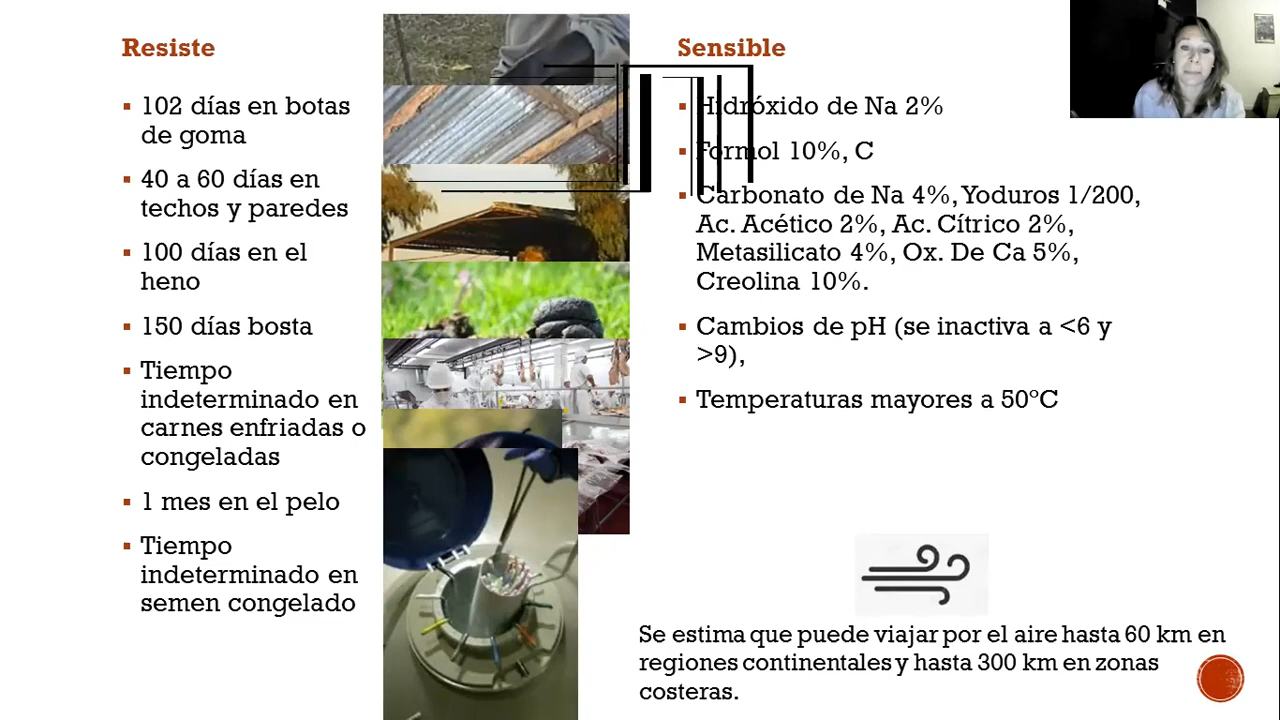 Resiste
102 días en botas
de goma
40 a 60 días en
techos y paredes
100 días en el
heno
150 días bosta
Tiempo
indeterminado en
carnes enfriadas o
congeladas
1 mes en el pelo
Tiempo
indeterminado en
semen congelado
Sensible
Hidróxido de Na 2%
Formol 10%, C
Carbonato de Na 4%, Yoduros 1/200,
Ac. Acético 2%, Ac. Cítrico 2%,
Metasilicato 4%, Ox. De Ca 5%,
Creolina 10%.
Cambios de pH (se inactiva a <6 y
>9),
Temperaturas mayores a 50ºC
Se estima que puede viajar por el aire hasta 60 km en
regiones continentales y hasta 300 km en zonas
costeras.